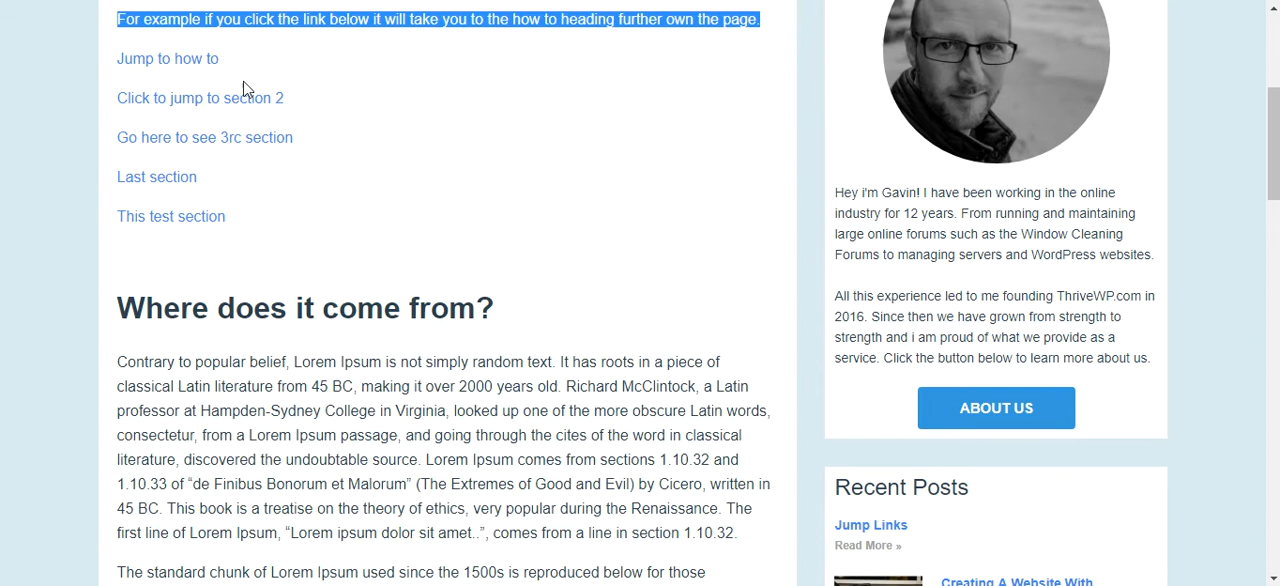 For example if you click the link below it will take you to the how to heading further own the page.
Jump to how to
Click to jump to section 2
Go here to see 3rc section
Last section
This test section
Where does it come from?
Contrary to popular belief, Lorem Ipsum is not simply random text. It has roots in a piece of
classical Latin literature from 45 BC, making it over 2000 years old. Richard McClintock, a Latin
professor at Hampden-Sydney College in Virginia, looked up one of the more obscure Latin words,
consectetur, from a Lorem Ipsum passage, and going through the cites of the word in classical
literature, discovered the undoubtable source. Lorem Ipsum comes from sections 1.10.32 and
1.10.33 of “de Finibus Bonorum et Malorum” (The Extremes of Good and Evil) by Cicero, written in
45 BC. This book is a treatise on the theory of ethics, very popular during the Renaissance. The
first line of Lorem Ipsum, “Lorem ipsum dolor sit amet..”, comes from a line in section 1.10.32.
The standard chunk of Lorem Ipsum used since the 1500s is reproduced below for those
Hey i'm Gavin! I have been working in the online
industry for 12 years. From running and maintaining
large online forums such as the Window Cleaning
Forums to managing servers and WordPress websites.
All this experience led to me founding ThriveWP.com in
2016. Since then we have grown from strength to
strength and i am proud of what we provide as a
service. Click the button below to learn more about us.
ABOUT US
Recent Posts
Jump Links
Read More »
Creating A Website With